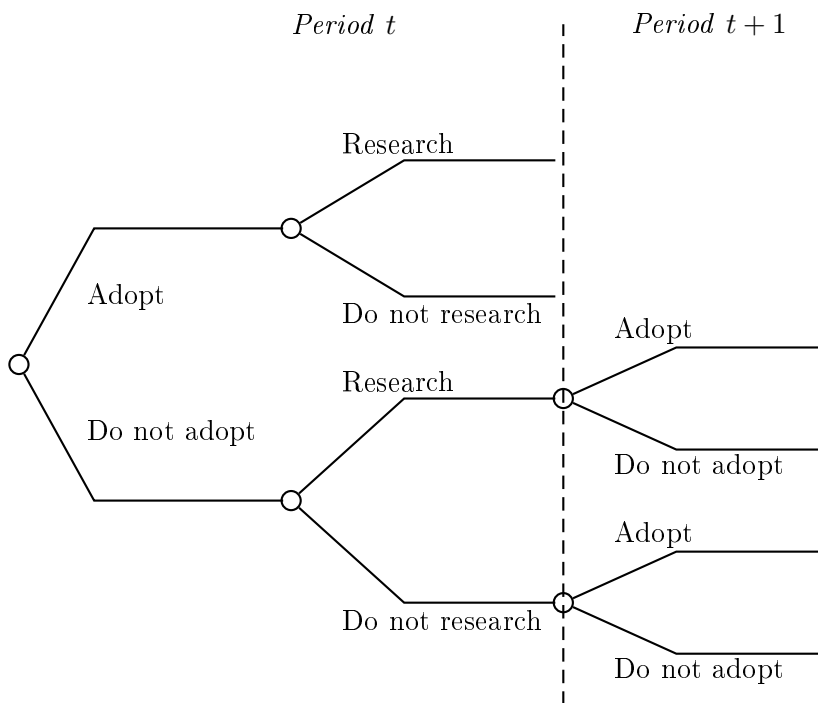 Period t
Period t + 1
Research
Adopt
Do not research
Adopt
Research
Do not adopt
Do not adopt
Adopt
Do not research
Do not adopt